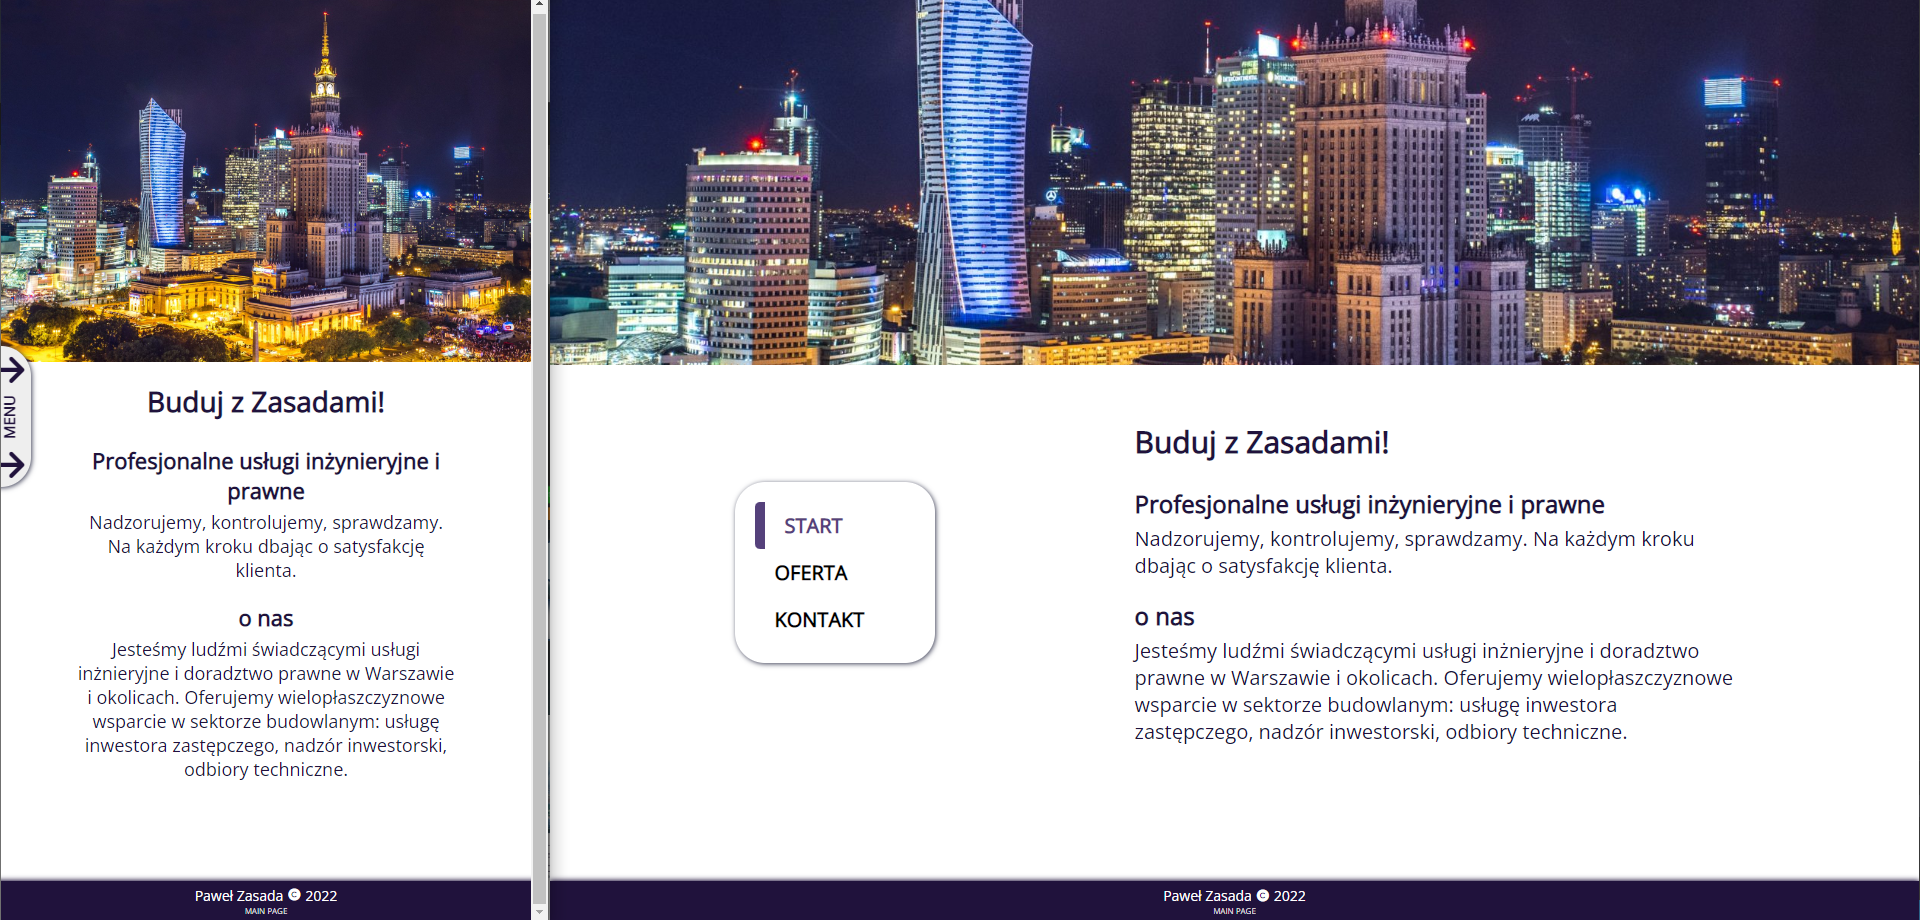 MENU
Buduj z Zasadami!
Profesjonalne usługi inżynieryjne i
prawne
Nadzorujemy, kontrolujemy, sprawdzamy.
Na każdym kroku dbając o satysfakcję
klienta.
o nas
Jesteśmy ludźmi świadczącymi usługi
inżnieryjne i doradztwo prawne w Warszawie
i okolicach. Oferujemy wielopłaszczyznowe
wsparcie w sektorze budowlanym: usługę
inwestora zastępczego, nadzór inwestorski,
odbiory techniczne.
Paweł Zasada © 2022
MAIN PAGE
INTERCONTINENTAL
START
OFERTA
KONTAKT
Buduj z Zasadami!
Profesjonalne usługi inżynieryjne i prawne
Nadzorujemy, kontrolujemy, sprawdzamy. Na każdym kroku
dbając o satysfakcję klienta.
o nas
Jesteśmy ludźmi świadczącymi usługi inżnieryjne i doradztwo
prawne w Warszawie i okolicach. Oferujemy wielopłaszczyznowe
wsparcie w sektorze budowlanym: usługę inwestora
zastępczego, nadzór inwestorski, odbiory techniczne.
Paweł Zasada © 2022
MAIN PAGE